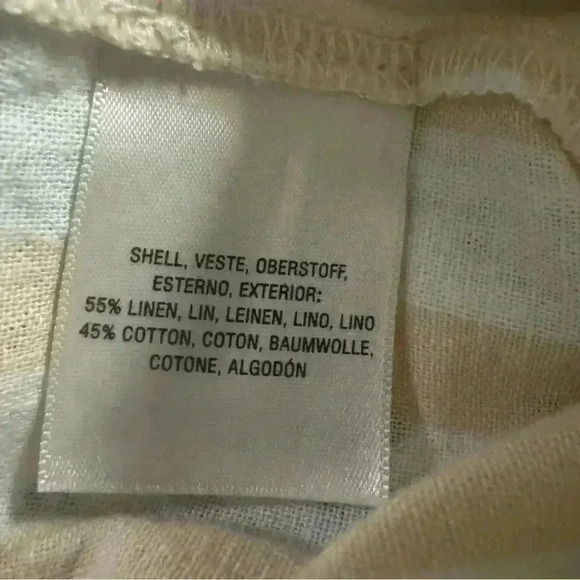 SHELL, VESTE, OBERSTOFF,
ESTERNO, EXTERIOR:
55% LINEN, LIN, LEINEN, LINO, LINO
45% COTTON, COTON, BAUMWOLLE,
COTONE, ALGODÓN